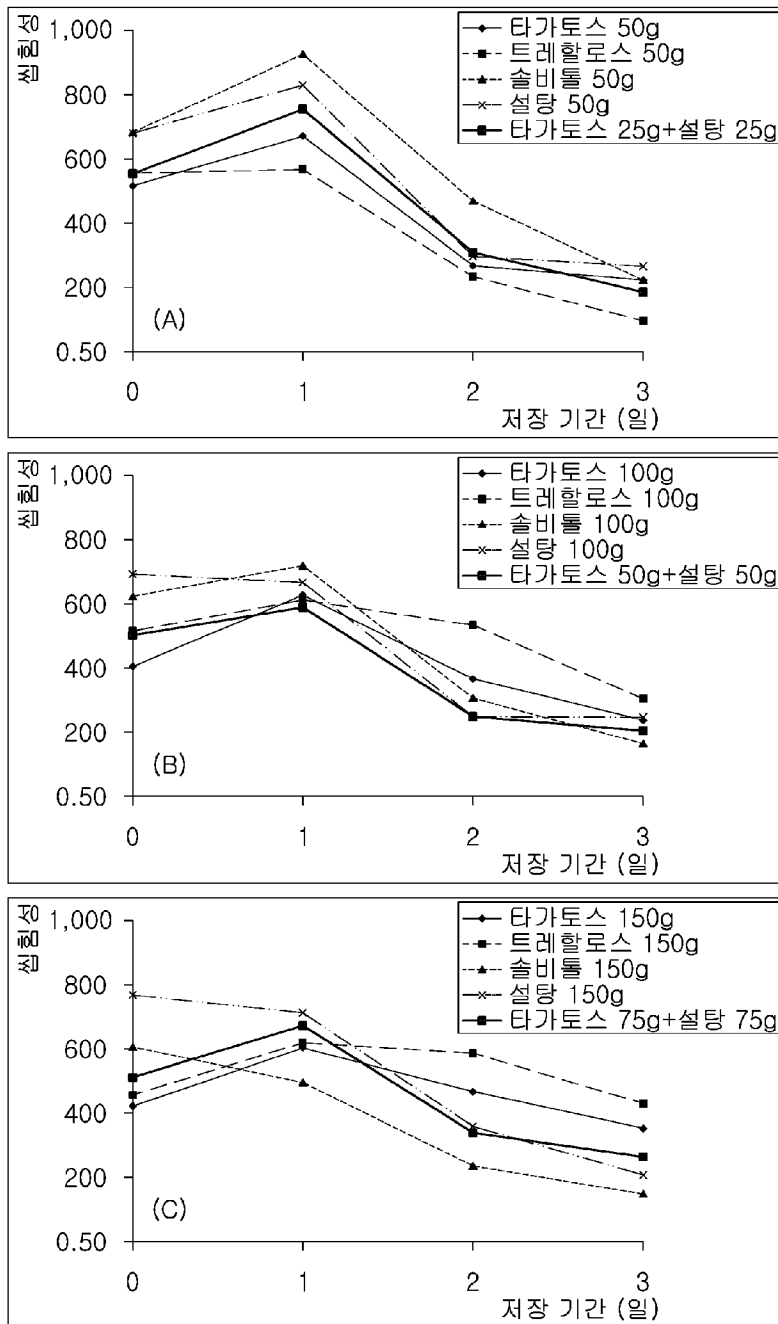 씹힘성
1,000
800
600
400
200
0.50
(A)
0 1 2 3
저장 기간 (일)
타가토스 50g
트레할로스 50g
솔비톨 50g
설탕 50g
타가토스 25g+설탕 25g
씹힘성
1,000
800
600
400
200
0.50
(B)
0 1 2 3
저장 기간 (일)
타가토스 100g
트레할로스 100g
솔비톨 100g
설탕 100g
타가토스 50g+설탕 50g
씹힘성
1,000
800
600
400
200
0.50
(C)
0 1 2 3
저장 기간 (일)
타가토스 150g
트레할로스 150g
솔비톨 150g
설탕 150g
타가토스 75g+설탕 75g